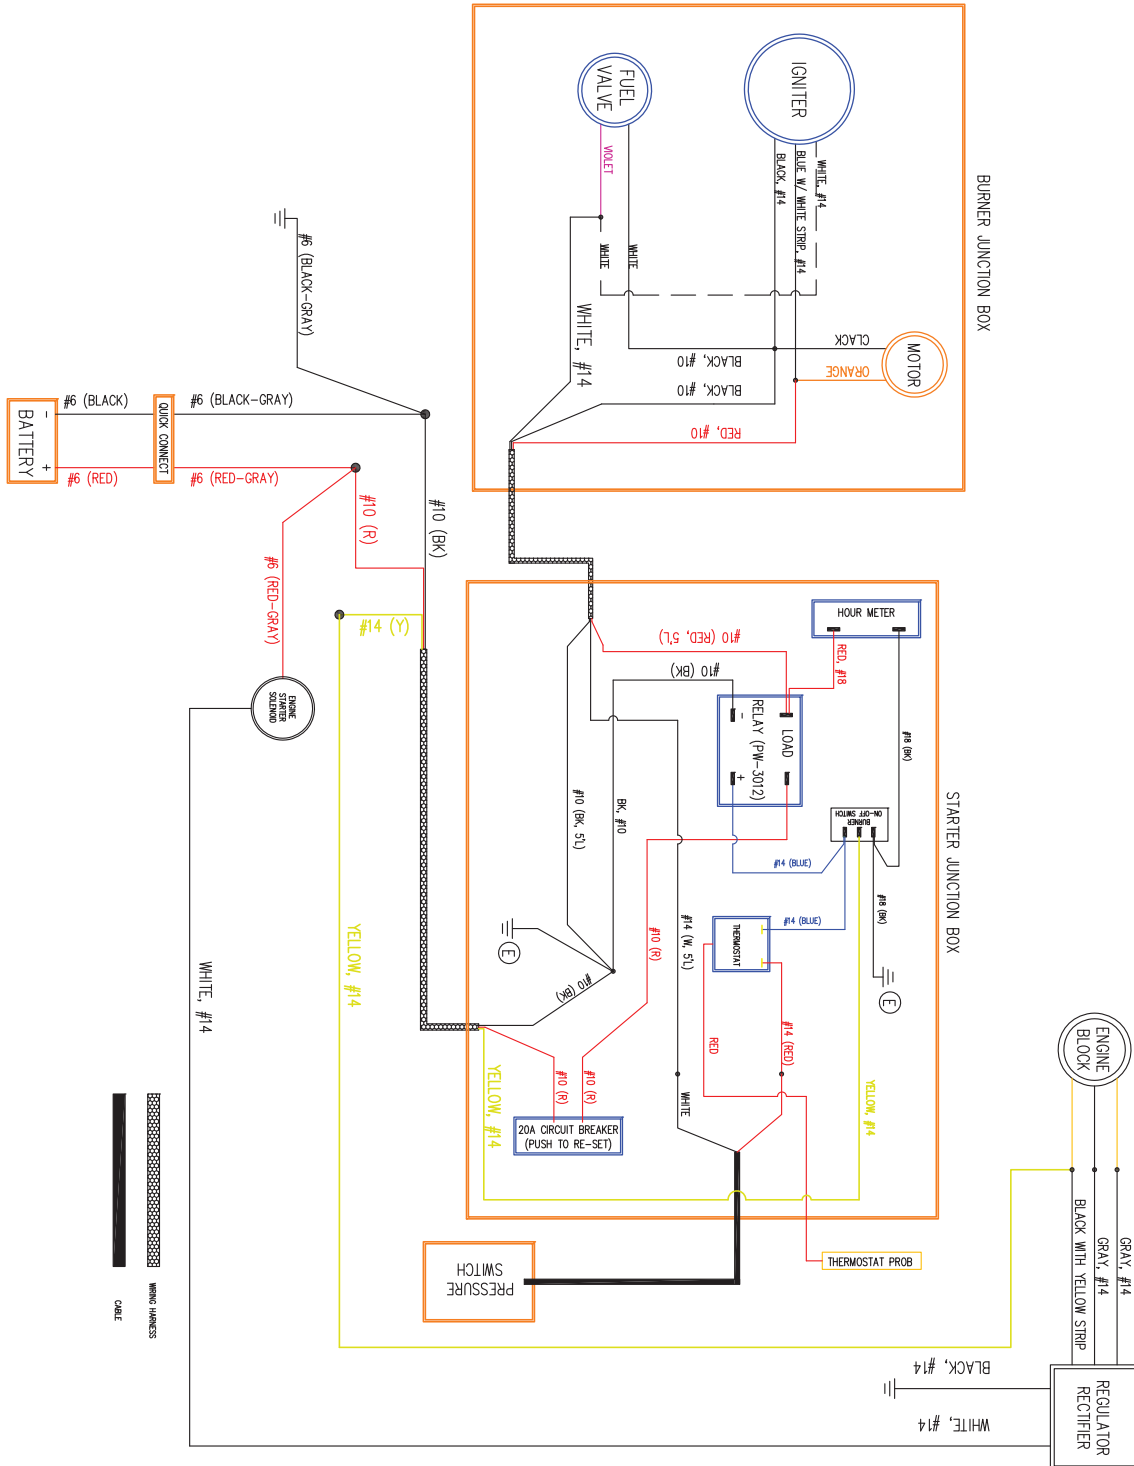 BURNER JUNCTION BOX
IGNITER
FUEL
VALVE
MOTOR
VIOLET
BLACK, #14
BLUE W/ WHITE STRIP, #14
WHITE, #14
WHITE
WHITE
WHITE, #14
CLACK
ORANGE
BLACK, #10
BLACK, #10
RED, #10
#6 (BLACK-GRAY)
#6 (BLACK)
#6 (BLACK-GRAY)
BATTERY
-
+
QUICK CONNECT
#6 (RED)
#6 (RED-GRAY)
#10 (R)
#10 (BK)
#6 (RED-GRAY)
#14 (Y)
ENGINE
STARTER
SOLENOID
STARTER JUNCTION BOX
HOUR METER
#10 (RED, 5'L)
#10 (BK)
RED, #18
#18 (BK)
LOAD
RELAY (PW-3012)
-
+
BURNER
ON-OFF SWITCH
#14 (BLUE)
#14 (BLUE)
#18 (BK)
BK, #10
#10 (BK, 5'L)
#14 (W, 5'L)
#10 (R)
THERMOSTAT
E
E
#10 (BK)
RED
#14 (RED)
YELLOW, #14
WHITE
#10 (R)
#10 (R)
YELLOW, #14
20A CIRCUIT BREAKER
(PUSH TO RE-SET)
YELLOW, #14
WHITE, #14
PRESSURE
SWITCH
THERMOSTAT PROB
ENGINE
BLOCK
GRAY, #14
GRAY, #14
BLACK WITH YELLOW STRIP
REGULATOR
RECTIFIER
BLACK, #14
WHITE, #14
WIRING HARNESS
CABLE